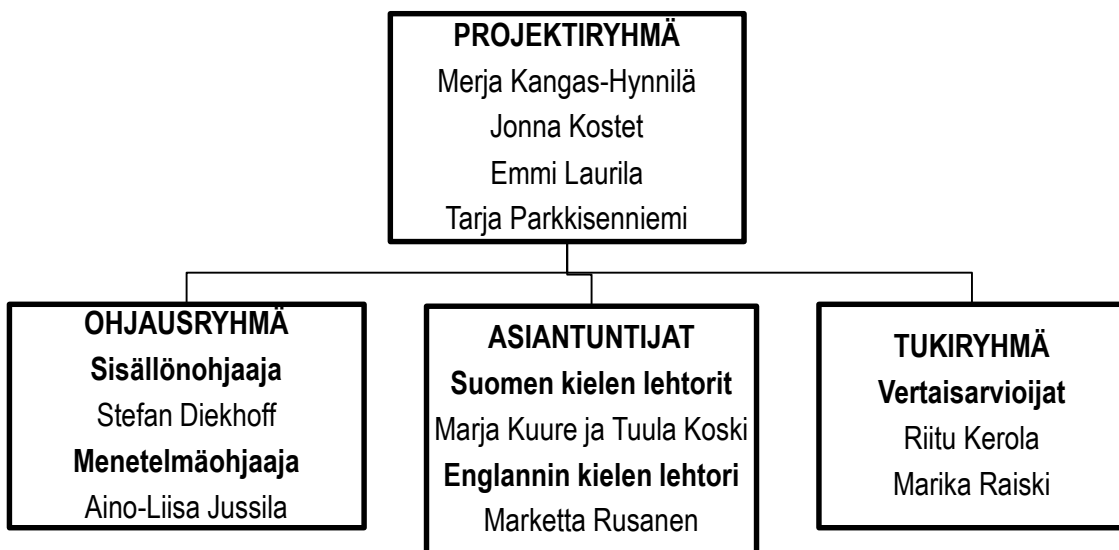 PROJEKTIRYHMÄ
Merja Kangas-Hynnilä
Jonna Kostet
Emmi Laurila
Tarja Parkkisenniemi
OHJAUSRYHMÄ
Sisällönohjaaja
Stefan Diekhoff
Menetelmäohjaaja
Aino-Liisa Jussila
ASIANTUNTIJAT
Suomen kielen lehtorit
Marja Kuure ja Tuula Koski
Englannin kielen lehtori
Marketta Rusanen
TUKIRYHMÄ
Vertaisarvioijat
Riitu Kerola
Marika Raiski